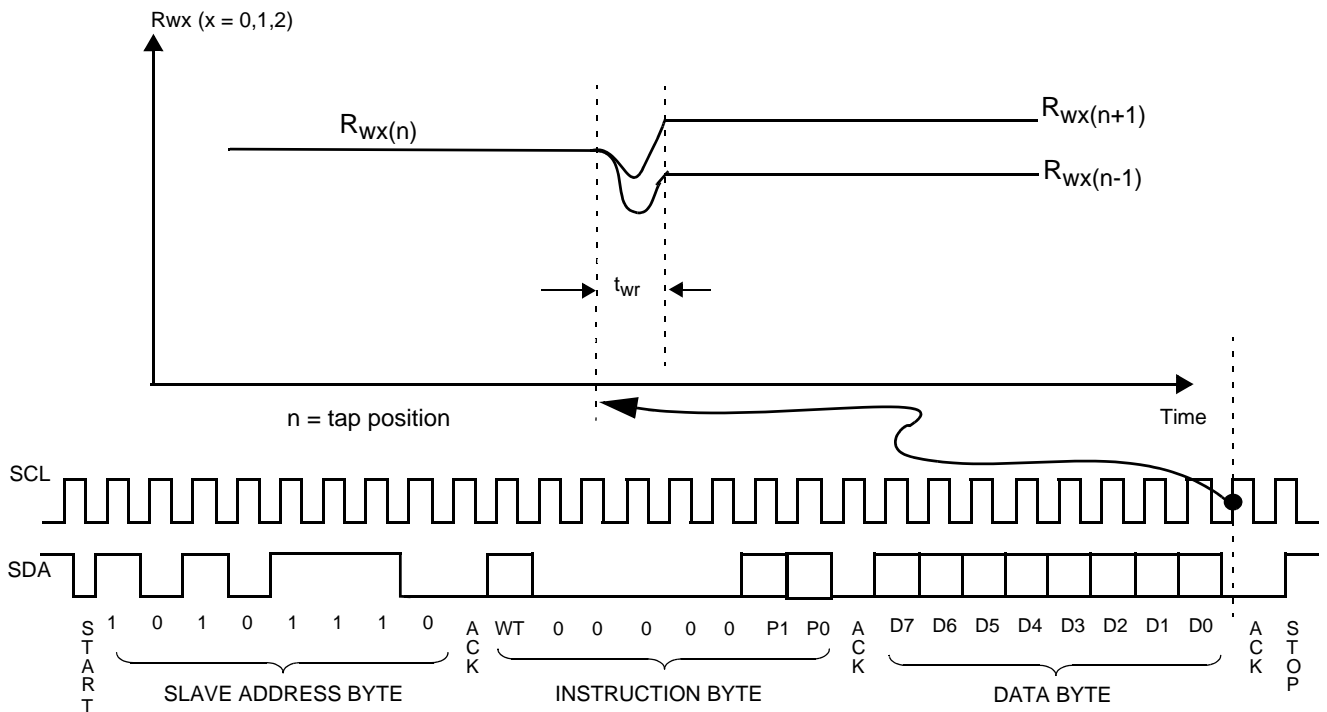 Rwx (x = 0,1,2)
Rwx(n)
Rwx(n+1)
Rwx(n-1)
twr
n = tap position
Time
SCL
SDA
START 1 0 1 0 1 1 1 0 ACK WT 0 0 0 0 0 P1 P0 ACK D7 D6 D5 D4 D3 D2 D1 D0 ACK STOP
SLAVE ADDRESS BYTE INSTRUCTION BYTE DATA BYTE